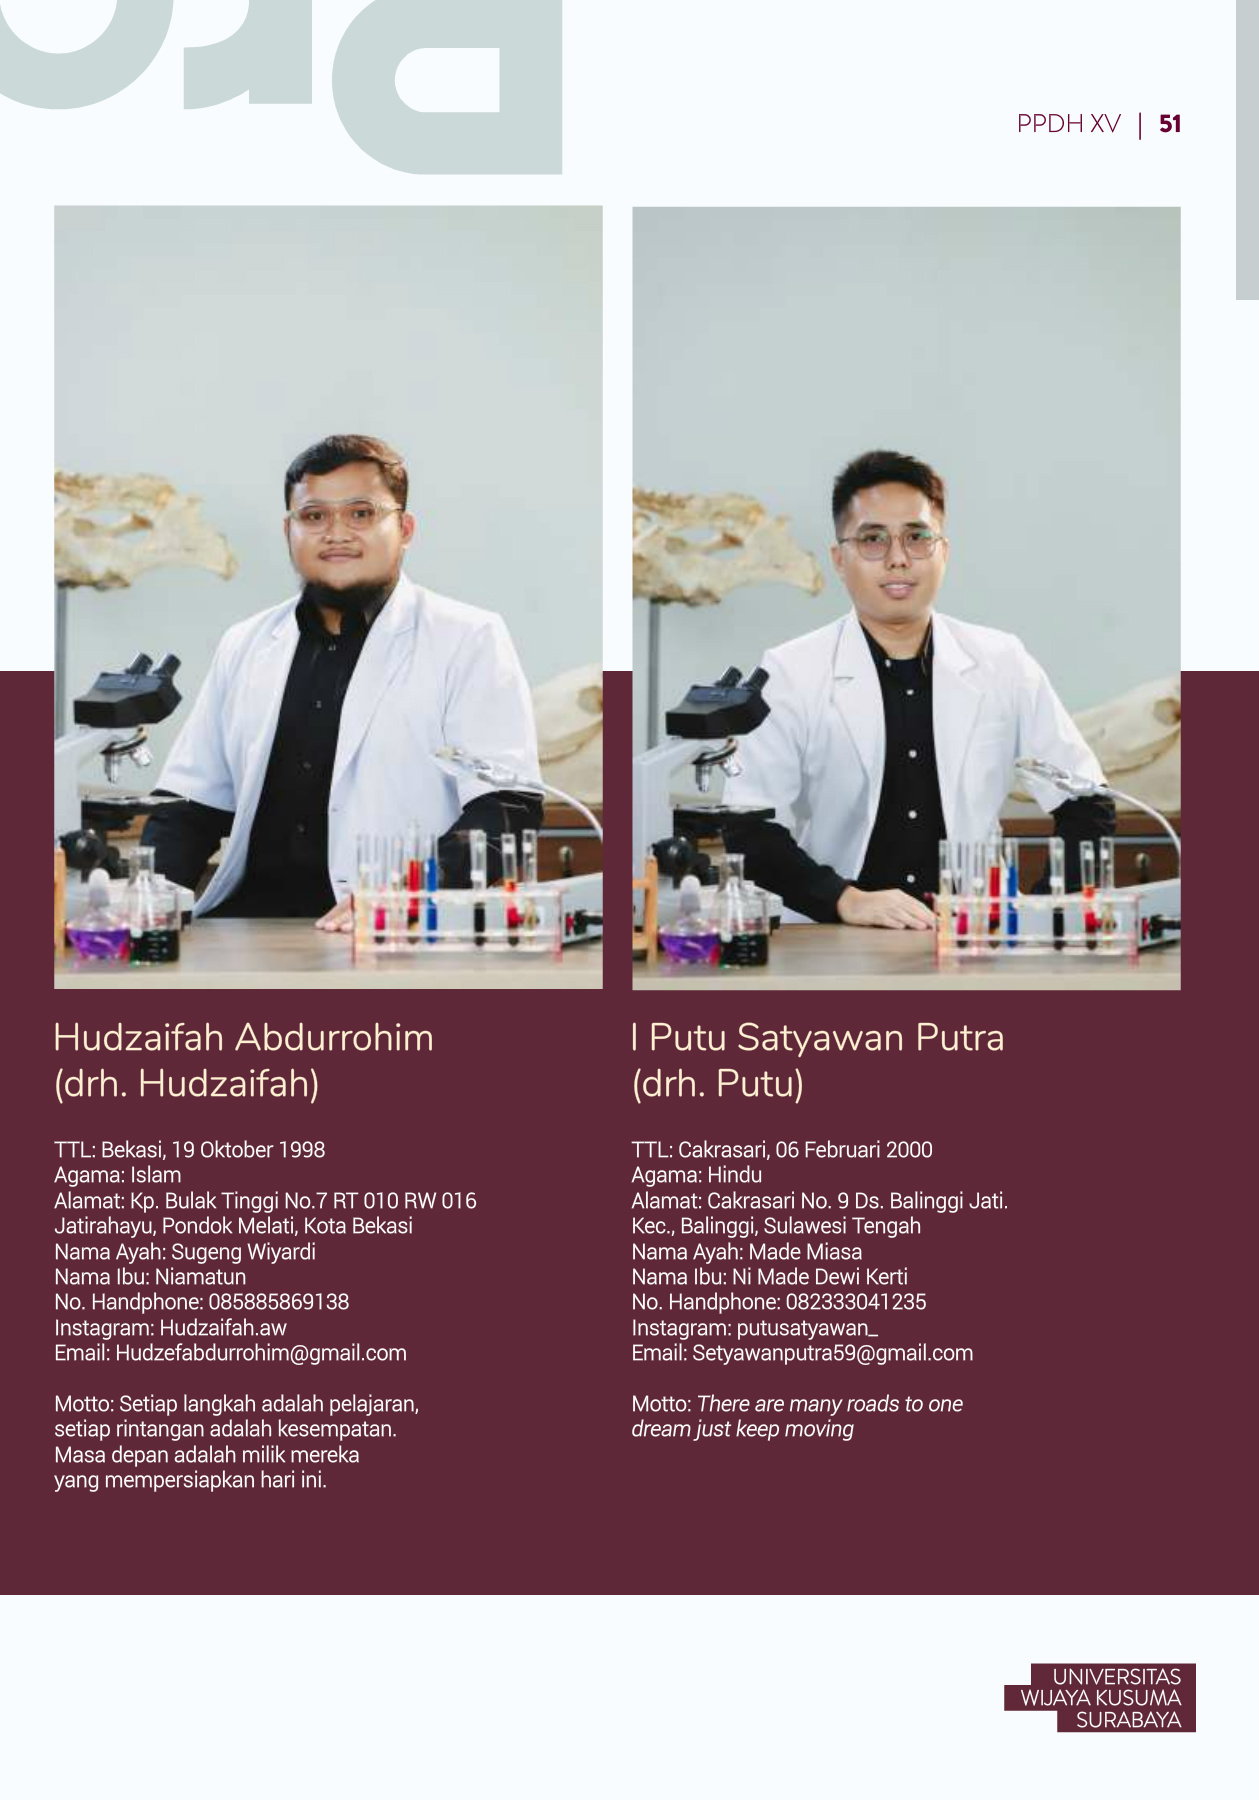 PPDH XV | 51
Hudzaifah Abdurrohim
(drh. Hudzaifah)
TTL: Bekasi, 19 Oktober 1998
Agama: Islam
Alamat: Kp. Bulak Tinggi No.7 RT 010 RW 016
Jatirahayu, Pondok Melati, Kota Bekasi
Nama Ayah: Sugeng Wiyardi
Nama Ibu: Niamatun
No. Handphone: 085885869138
Instagram: Hudzaifah.aw
Email: Hudzefabdurrohim@gmail.com
Motto: Setiap langkah adalah pelajaran,
setiap rintangan adalah kesempatan.
Masa depan adalah milik mereka
yang mempersiapkan hari ini.
I Putu Satyawan Putra
(drh. Putu)
TTL: Cakrasari, 06 Februari 2000
Agama: Hindu
Alamat: Cakrasari No. 9 Ds. Balinggi Jati.
Kec., Balinggi, Sulawesi Tengah
Nama Ayah: Made Miasa
Nama Ibu: Ni Made Dewi Kerti
No. Handphone: 082333041235
Instagram: putusatyawan_
Email: Setyawanputra59@gmail.com
Motto: There are many roads to one
dream just keep moving
UNIVERSITAS
WIJAYA KUSUMA
SURABAYA